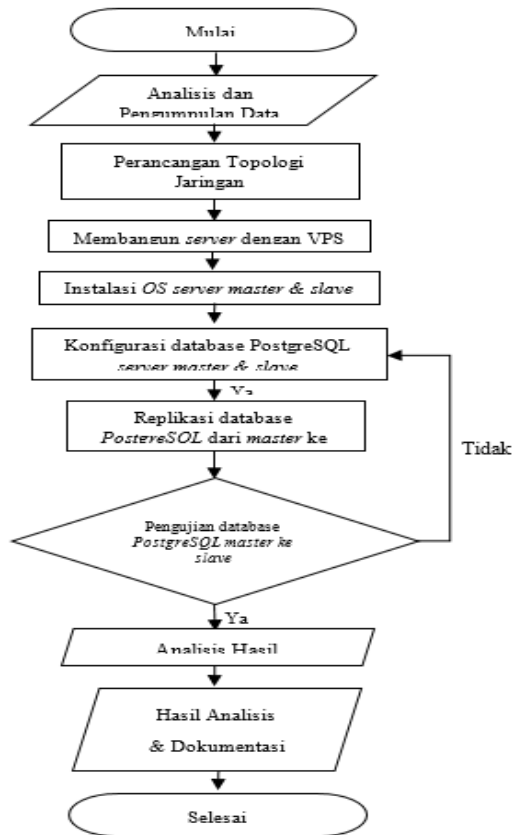 Mulai
Analisis dan
Pengumpulan Data
Perancangan Topologi
Jaringan
Membangun server dengan VPS
Instalasi OS server master & slave
Konfigurasi database PostgreSQL
server master & slave
Ya
Replikasi database
PostgreSQL dari master ke
Tidak
Pengujian database
PostgreSQL master ke
slave
Ya
Analisis Hasil
Hasil Analisis
& Dokumentasi
Selesai